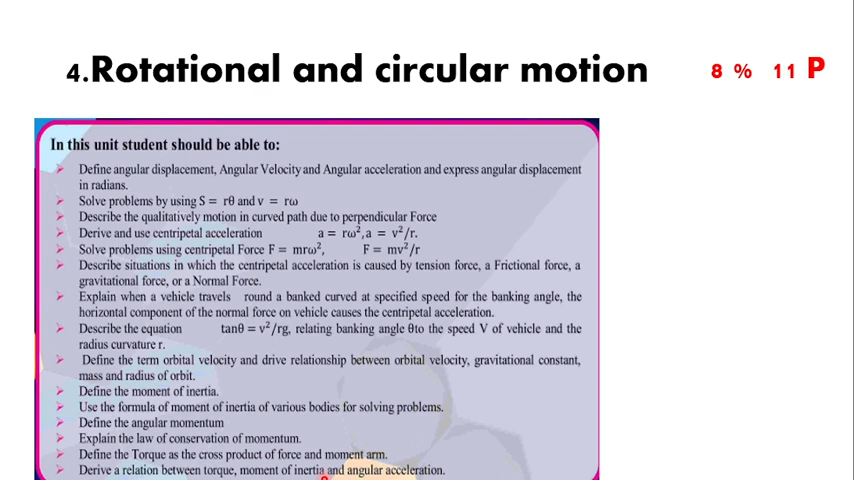 4.Rotational and circular motion
8 % 11 P
In this unit student should be able to:
Define angular displacement, Angular Velocity and Angular acceleration and express angular displacement
in radians.
Solve problems by using S = rθ and v = rω
Describe the qualitatively motion in curved path due to perpendicular Force
Derive and use centripetal acceleration a = rω², a = v²/r.
Solve problems using centripetal Force F = mrω², F = mv²/r
Describe situations in which the centripetal acceleration is caused by tension force, a Frictional force, a
gravitational force, or a Normal Force.
Explain when a vehicle travels round a banked curved at specified speed for the banking angle, the
horizontal component of the normal force on vehicle causes the centripetal acceleration.
Describe the equation tanθ = v²/rg, relating banking angle θto the speed V of vehicle and the
radius curvature r.
Define the term orbital velocity and drive relationship between orbital velocity, gravitational constant,
mass and radius of orbit.
Define the moment of inertia.
Use the formula of moment of inertia of various bodies for solving problems.
Define the angular momentum
Explain the law of conservation of momentum.
Define the Torque as the cross product of force and moment arm.
Derive a relation between torque, moment of inertia and angular acceleration.